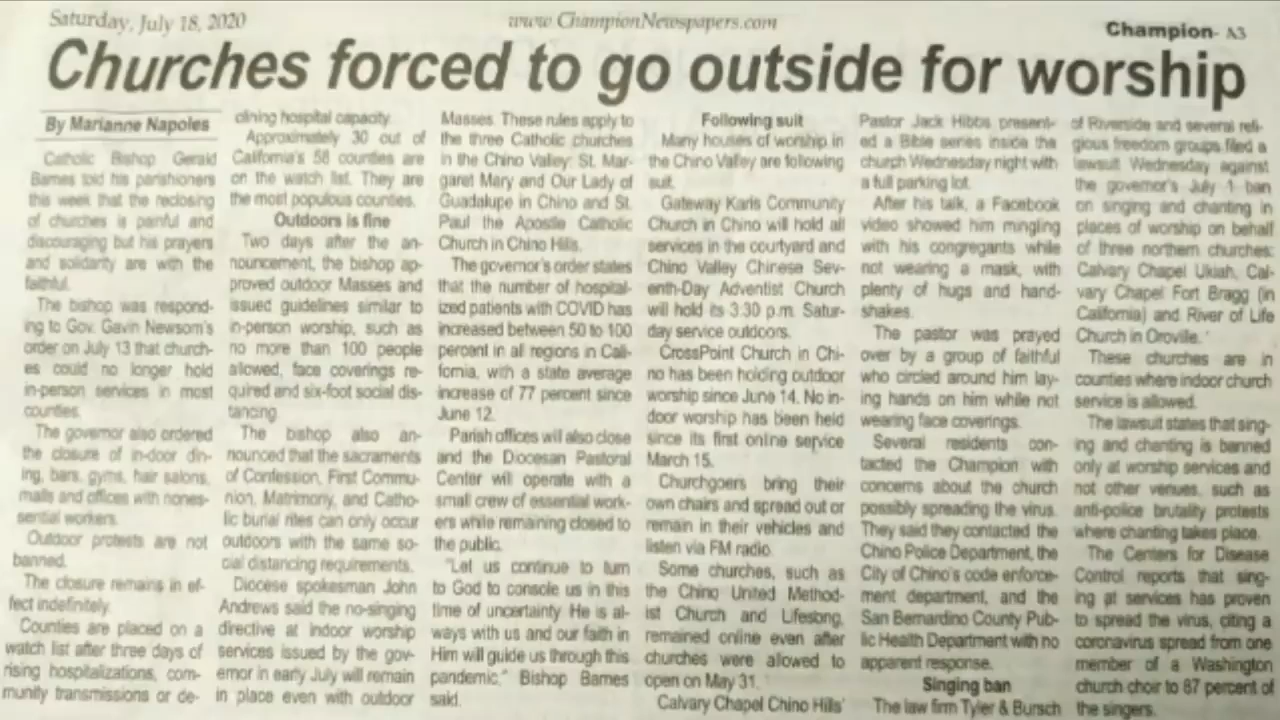 Saturday, July 18, 2020
www.ChampionNewspapers.com
Champion- A3
Churches forced to go outside for worship
By Marianne Napoles
Catholic Bishop Gerald
Barnes told his parishioners
this week that the reclosing
of churches is painful and
discouraging but his prayers
and solidarity are with the
faithful.
The bishop was respond-
ing to Gov. Gavin Newsom's
order on July 13 that church-
es could no longer hold
in-person services in most
counties.
The governor also ordered
the closure of in-door din-
ing, bars, gyms, hair salons,
malls and offices with nones-
sential workers.
Outdoor protests are not
banned.
The closure remains in ef-
fect indefinitely.
Counties are placed on a
watch list after three days of
rising hospitalizations, com-
munity transmissions or de-
clining hospital capacity.
Approximately 30 out of
California's 58 counties are
on the watch list. They are
the most populous counties.
Outdoors is fine
Two days after the an-
nouncement, the bishop ap-
proved outdoor Masses and
issued guidelines similar to
in-person worship, such as
no more than 100 people
allowed, face coverings re-
quired and six-foot social dis-
tancing.
The bishop also an-
nounced that the sacraments
of Confession, First Commu-
nion, Matrimony, and Catho-
lic burial rites can only occur
outdoors with the same so-
cial distancing requirements.
Diocese spokesman John
Andrews said the no-singing
directive at indoor worship
services issued by the gov-
ernor in early July will remain
in place even with outdoor
Masses. These rules apply to
the three Catholic churches
in the Chino Valley: St. Mar-
garet Mary and Our Lady of
Guadalupe in Chino and St.
Paul the Apostle Catholic
Church in Chino Hills.
The governor's order states
that the number of hospital-
ized patients with COVID has
increased between 50 to 100
percent in all regions in Cali-
fornia, with a state average
increase of 77 percent since
June 12.
Parish offices will also close
and the Diocesan Pastoral
Center will operate with a
small crew of essential work-
ers while remaining closed to
the public.
"Let us continue to turn
to God to console us in this
time of uncertainty. He is al-
ways with us and our faith in
Him will guide us through this
pandemic," Bishop Barnes
said.
Following suit
Many houses of worship in
the Chino Valley are following
suit.
Gateway Karis Community
Church in Chino will hold all
services in the courtyard and
Chino Valley Chinese Sev-
enth-Day Adventist Church
will hold its 3:30 p.m. Satur-
day service outdoors.
CrossPoint Church in Chi-
no has been holding outdoor
worship since June 14. No in-
door worship has been held
since its first online service
March 15.
Churchgoers bring their
own chairs and spread out or
remain in their vehicles and
listen via FM radio.
Some churches, such as
the Chino United Method-
ist Church and Lifesong,
remained online even after
churches were allowed to
open on May 31.
Calvary Chapel Chino Hills'
Pastor Jack Hibbs present-
ed a Bible series inside the
church Wednesday night with
a full parking lot.
After his talk, a Facebook
video showed him mingling
with his congregants while
not wearing a mask, with
plenty of hugs and hand-
shakes.
The pastor was prayed
over by a group of faithful
who circled around him lay-
ing hands on him while not
wearing face coverings.
Several residents con-
tacted the Champion with
concerns about the church
possibly spreading the virus.
They said they contacted the
Chino Police Department, the
City of Chino's code enforce-
ment department, and the
San Bernardino County Pub-
lic Health Department with no
apparent response.
Singing ban
The law firm Tyler & Bursch
of Riverside and several reli-
gious freedom groups filed a
lawsuit Wednesday against
the governor's July 1 ban
on singing and chanting in
places of worship on behalf
of three northern churches:
Calvary Chapel Ukiah, Cal-
vary Chapel Fort Bragg (in
California) and River of Life
Church in Oroville.
These churches are in
counties where indoor church
service is allowed.
The lawsuit states that sing-
ing and chanting is banned
only at worship services and
not other venues, such as
anti-police brutality protests
where chanting takes place.
The Centers for Disease
Control reports that sing-
ing at services has proven
to spread the virus, citing a
coronavirus spread from one
member of a Washington
church choir to 87 percent of
the singers.